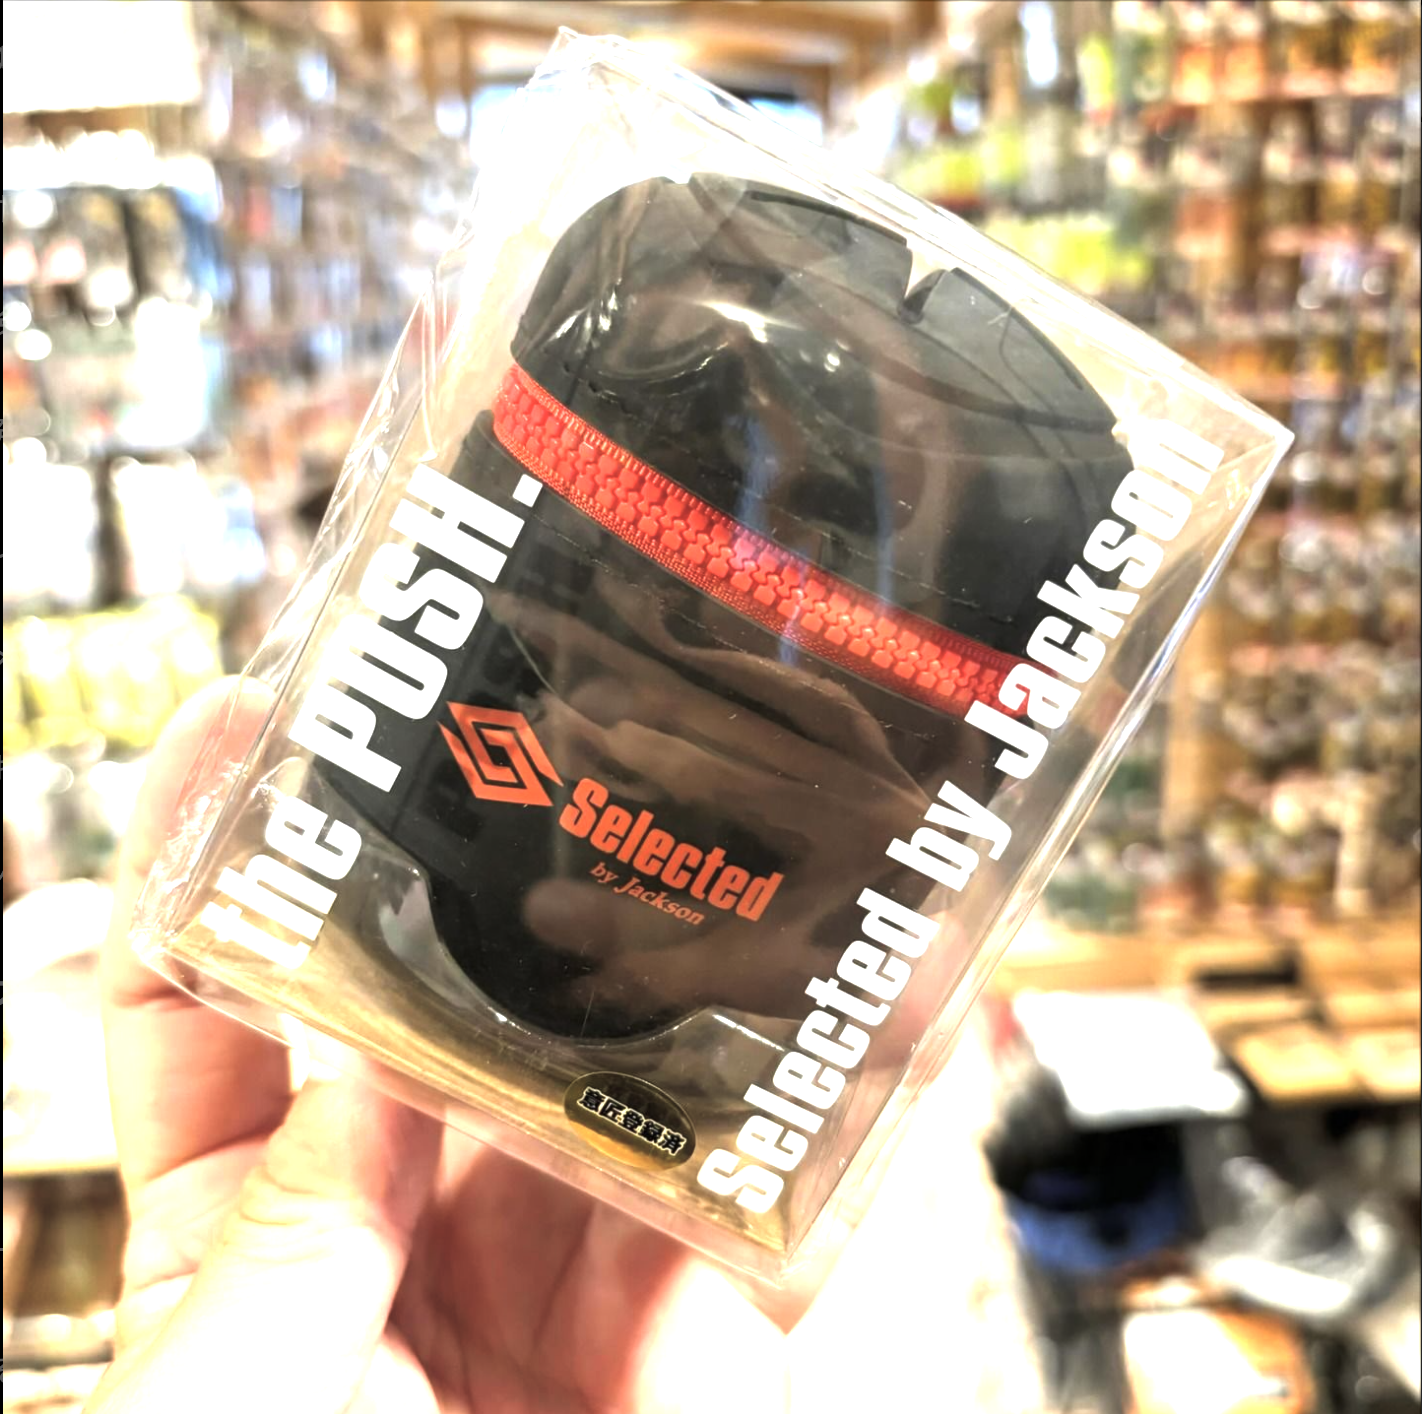 the PUSH.
Selected
by Jackson
Selected by Jackson
意匠登録済